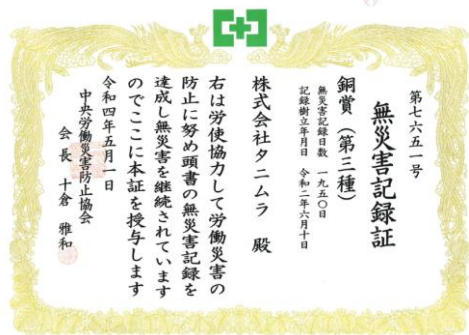 第七六五一号
無災害記録証
銅賞（第三種）
無災害記録日数 一九五〇日
記録樹立年月日 令和二年六月十日
株式会社タニムラ 殿
右は労使協力して労働災害の
防止に努め頭書の無災害記録を
達成し無災害を継続されています
のでここに本証を授与します
令和四年五月一日
中央労働災害防止協会
会長 十倉 雅和